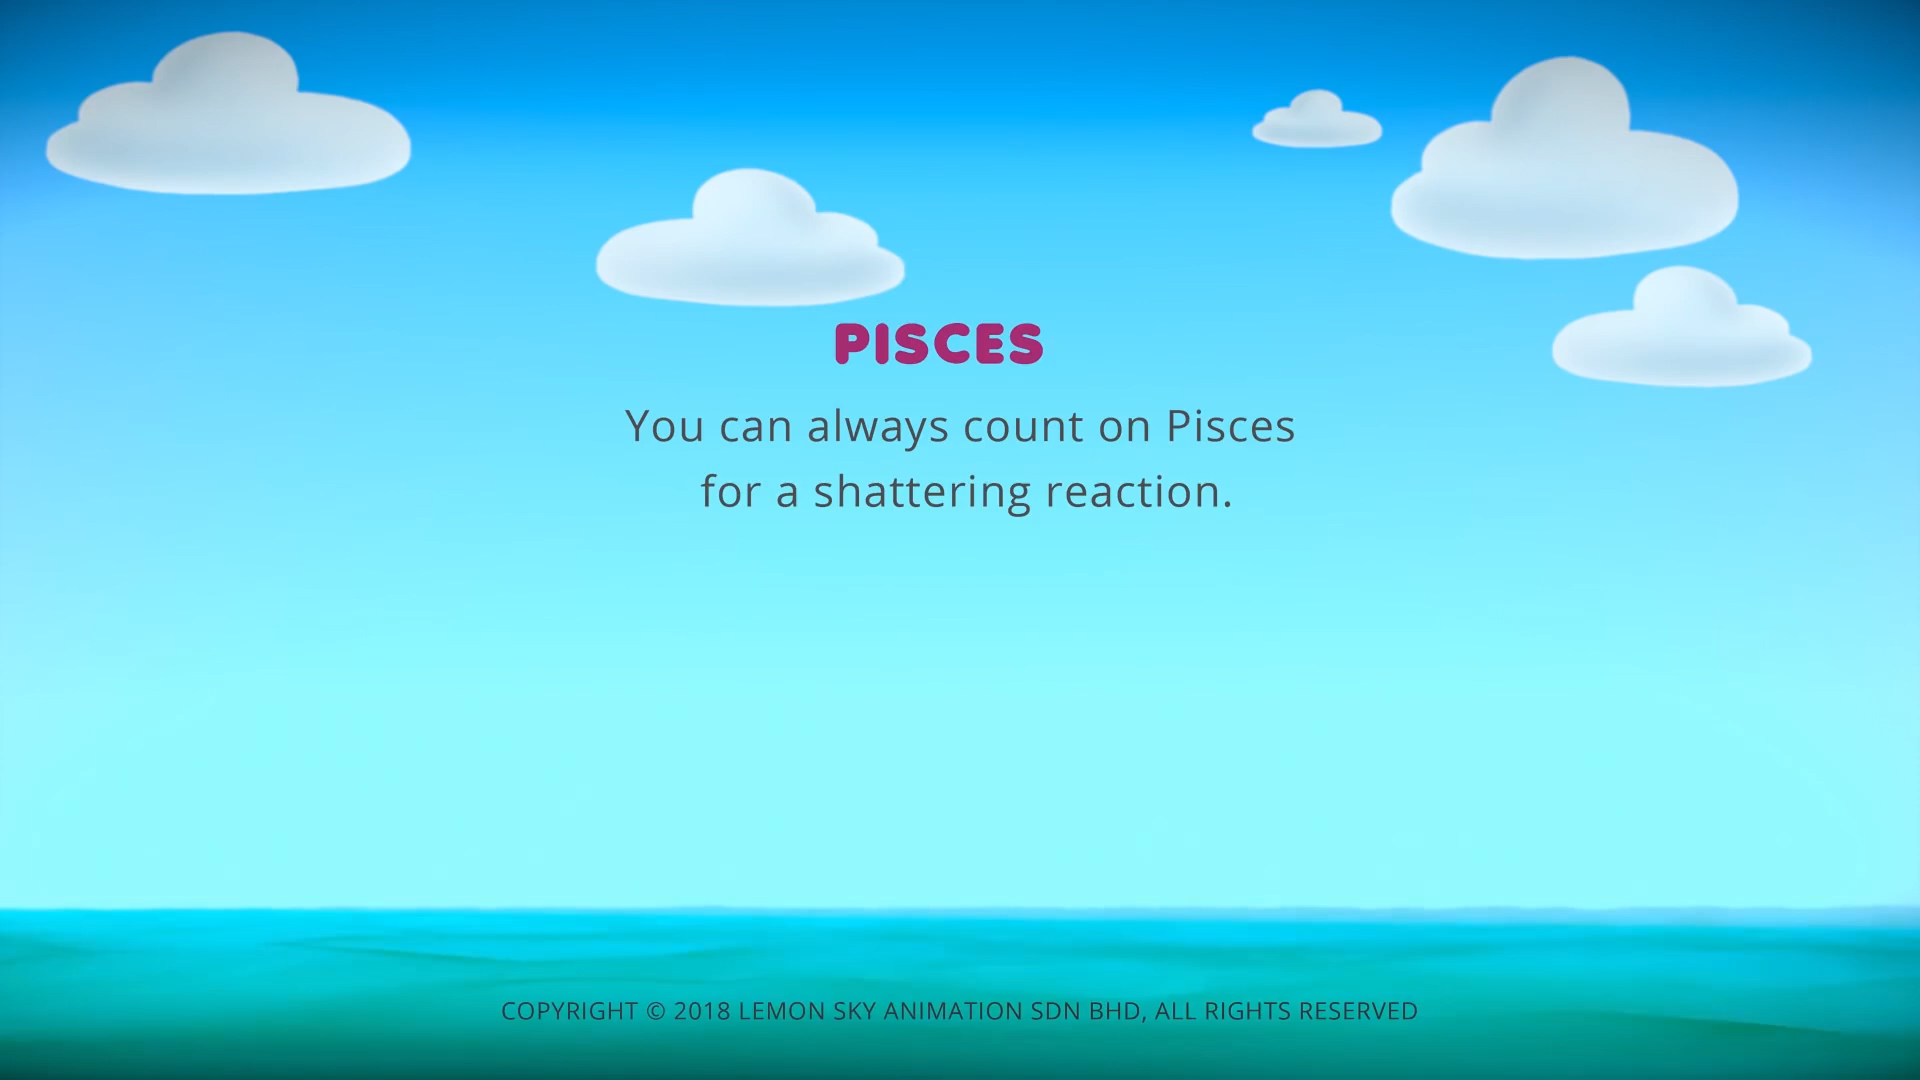 PISCES
You can always count on Pisces
for a shattering reaction.
COPYRIGHT © 2018 LEMON SKY ANIMATION SDN BHD, ALL RIGHTS RESERVED